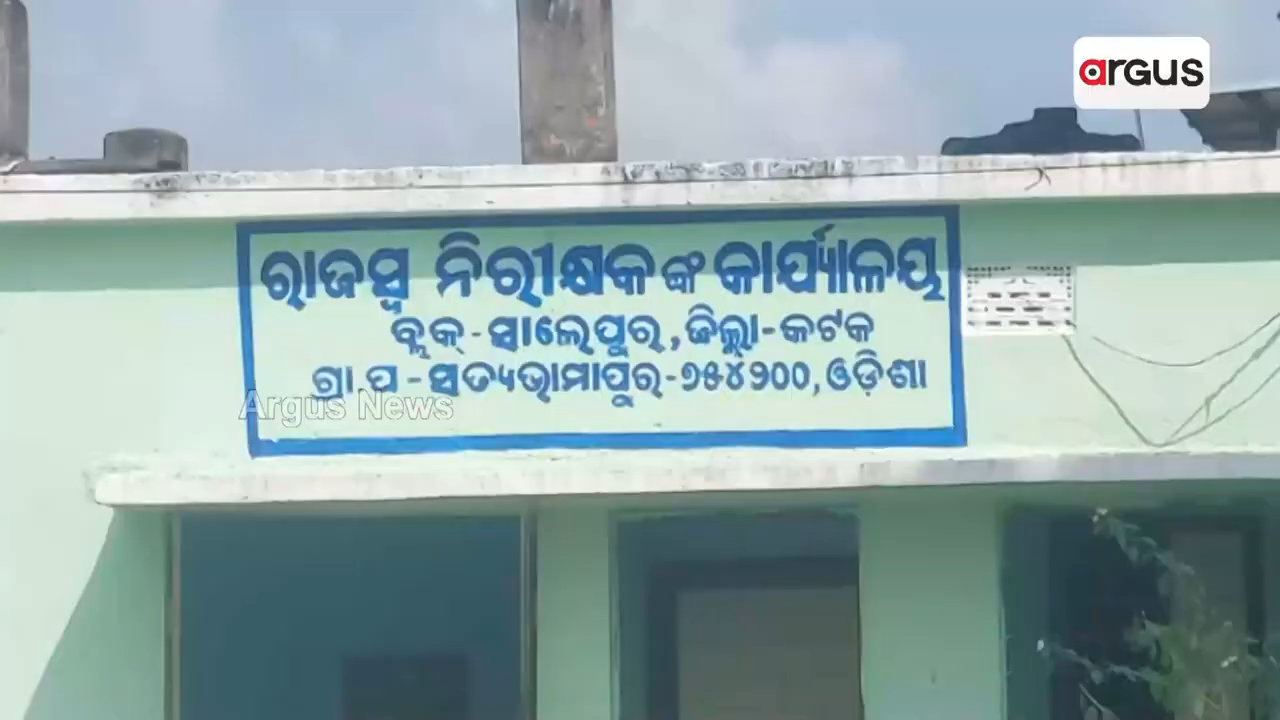 argus
ରାଜସ୍ୱ ନିରୀକ୍ଷକଙ୍କ କାର୍ଯ୍ୟାଳୟ
ବ୍ଲକ୍-ସାଲେପୁର,ଜିଲ୍ଲା-କଟକ
ଗ୍ରା.ପ-ସତ୍ୟଭାମାପୁର-୭୫୪୨୦୦,ଓଡ଼ିଶା
Argus News